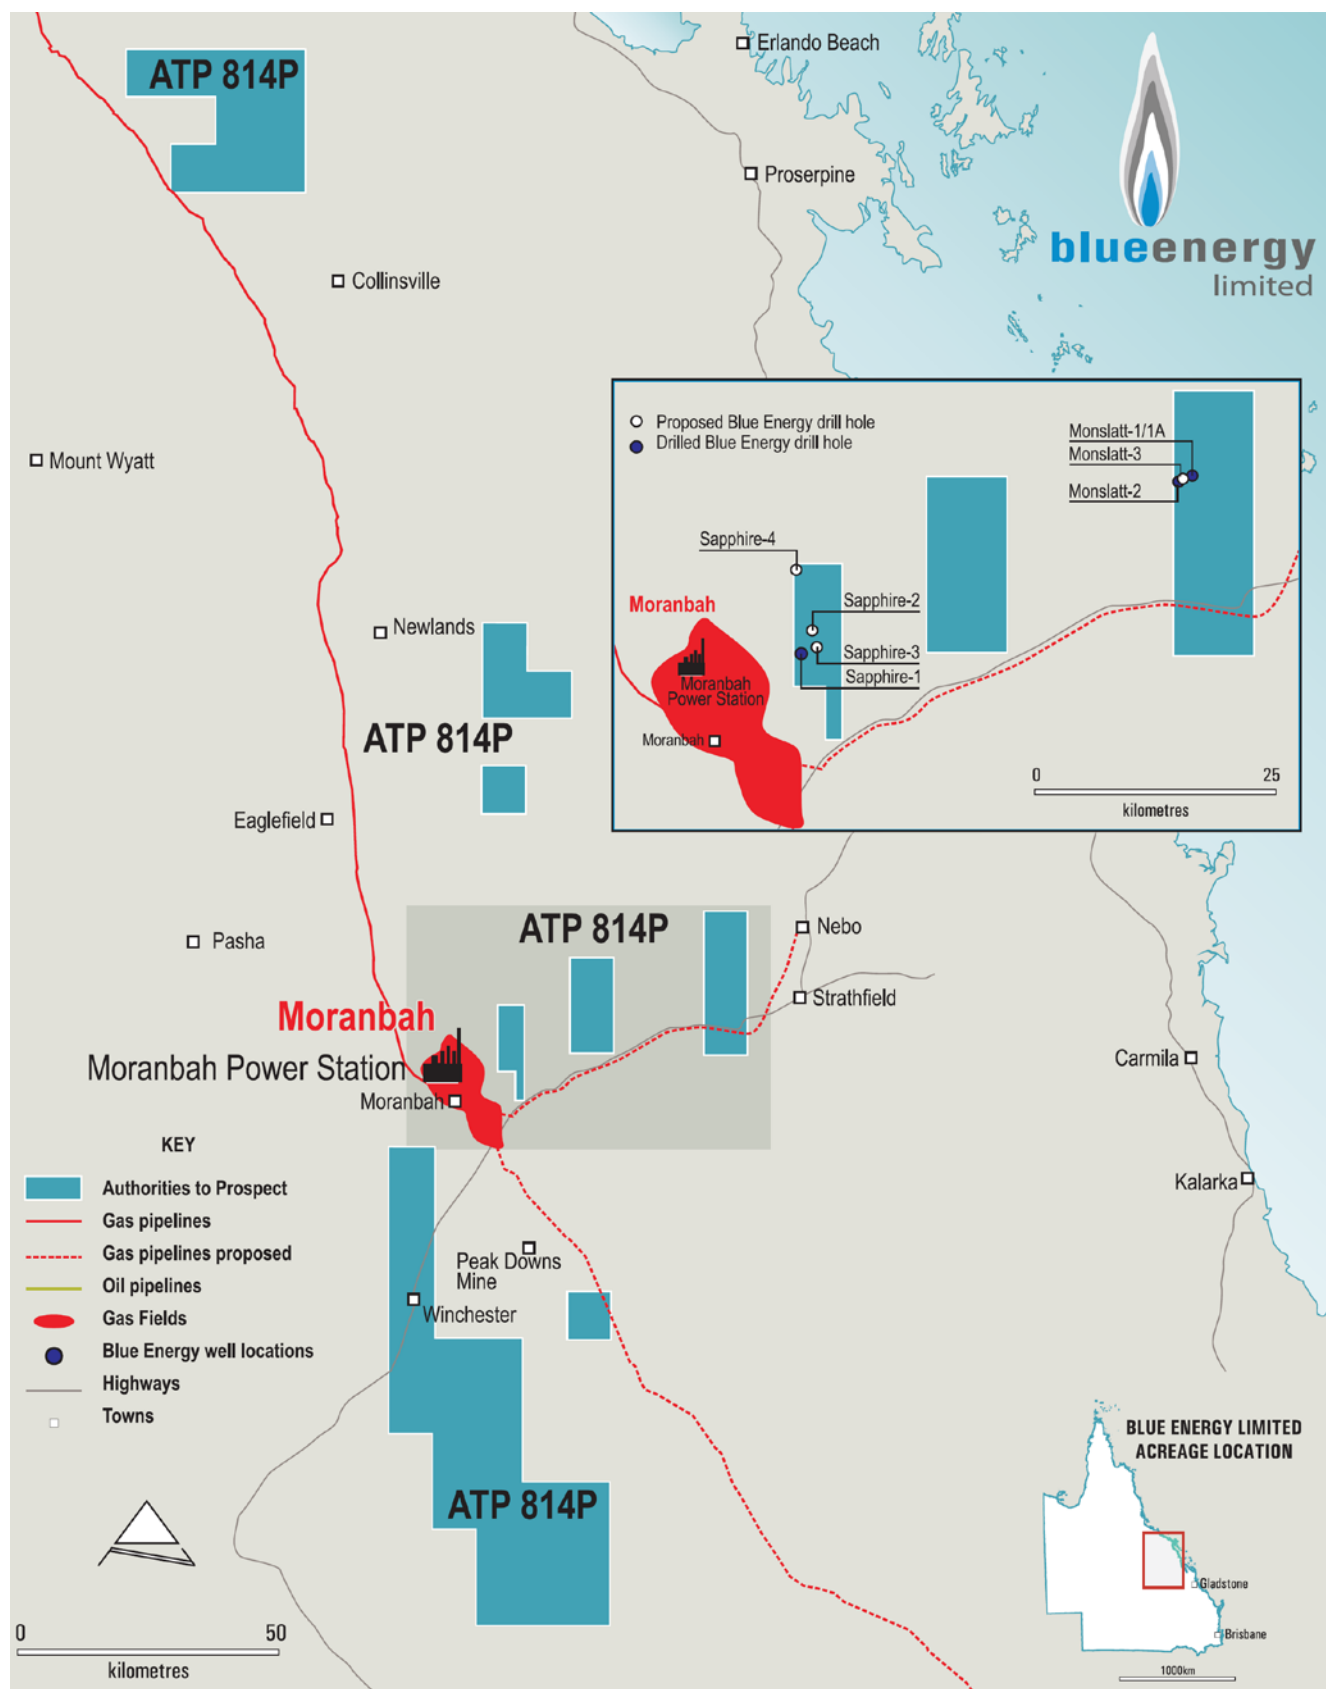 Erlando Beach
ATP 814P
Proserpine
blueenergy
limited
Collinsville
Mount Wyatt
Proposed Blue Energy drill hole
Drilled Blue Energy drill hole
Monslatt-1/1A
Monslatt-3
Monslatt-2
Sapphire-4
Moranbah
Sapphire-2
Sapphire-3
Sapphire-1
Moranbah
Power Station
Moranbah
0 25
kilometres
Newlands
ATP 814P
Eaglefield
ATP 814P
Nebo
Pasha
Strathfield
Moranbah
Moranbah Power Station
Moranbah
Carmila
Kalarka
KEY
Authorities to Prospect
Gas pipelines
Gas pipelines proposed
Oil pipelines
Gas Fields
Blue Energy well locations
Highways
Towns
Peak Downs
Mine
Winchester
ATP 814P
0 50
kilometres
BLUE ENERGY LIMITED
ACREAGE LOCATION
Gladstone
Brisbane
1000km